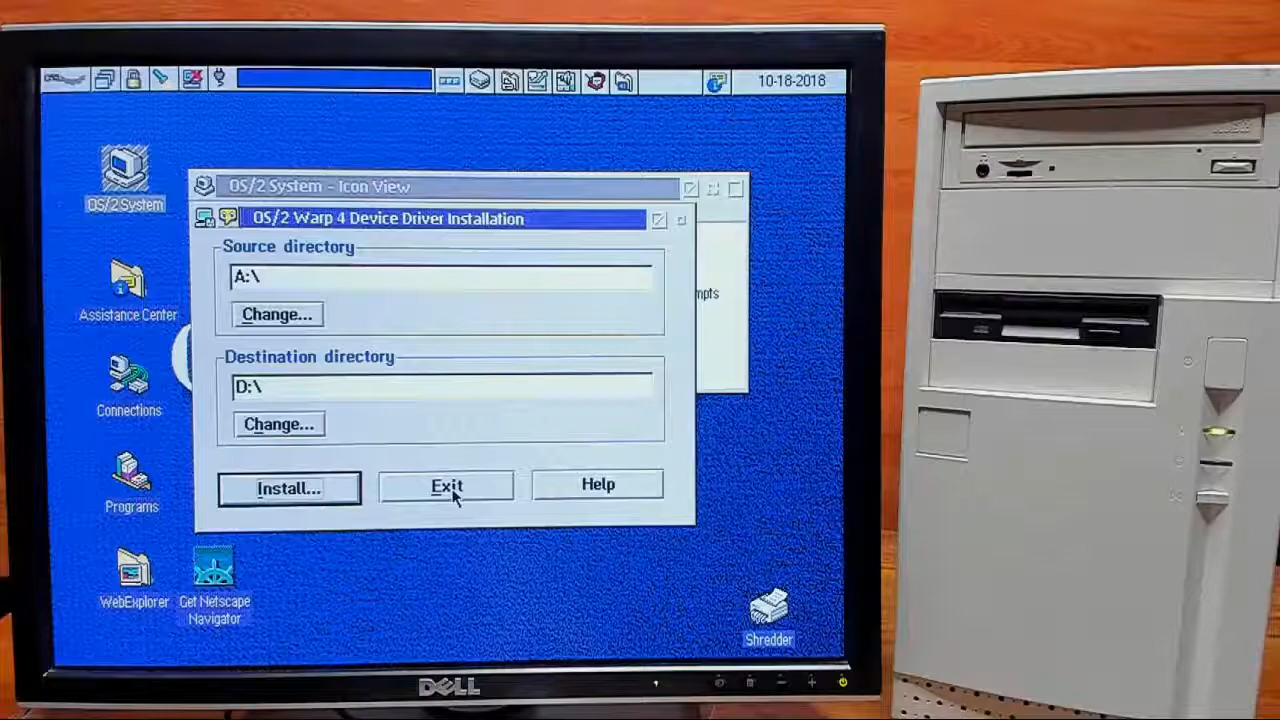 10-18-2018
OS/2 System
OS/2 System - Icon View
OS/2 Warp 4 Device Driver Installation
Source directory
A:\
Change...
mpts
Destination directory
D:\
Change...
Install...
Exit
Help
Assistance Center
Connections
Programs
WebExplorer
Get Netscape
Navigator
Shredder
DELL